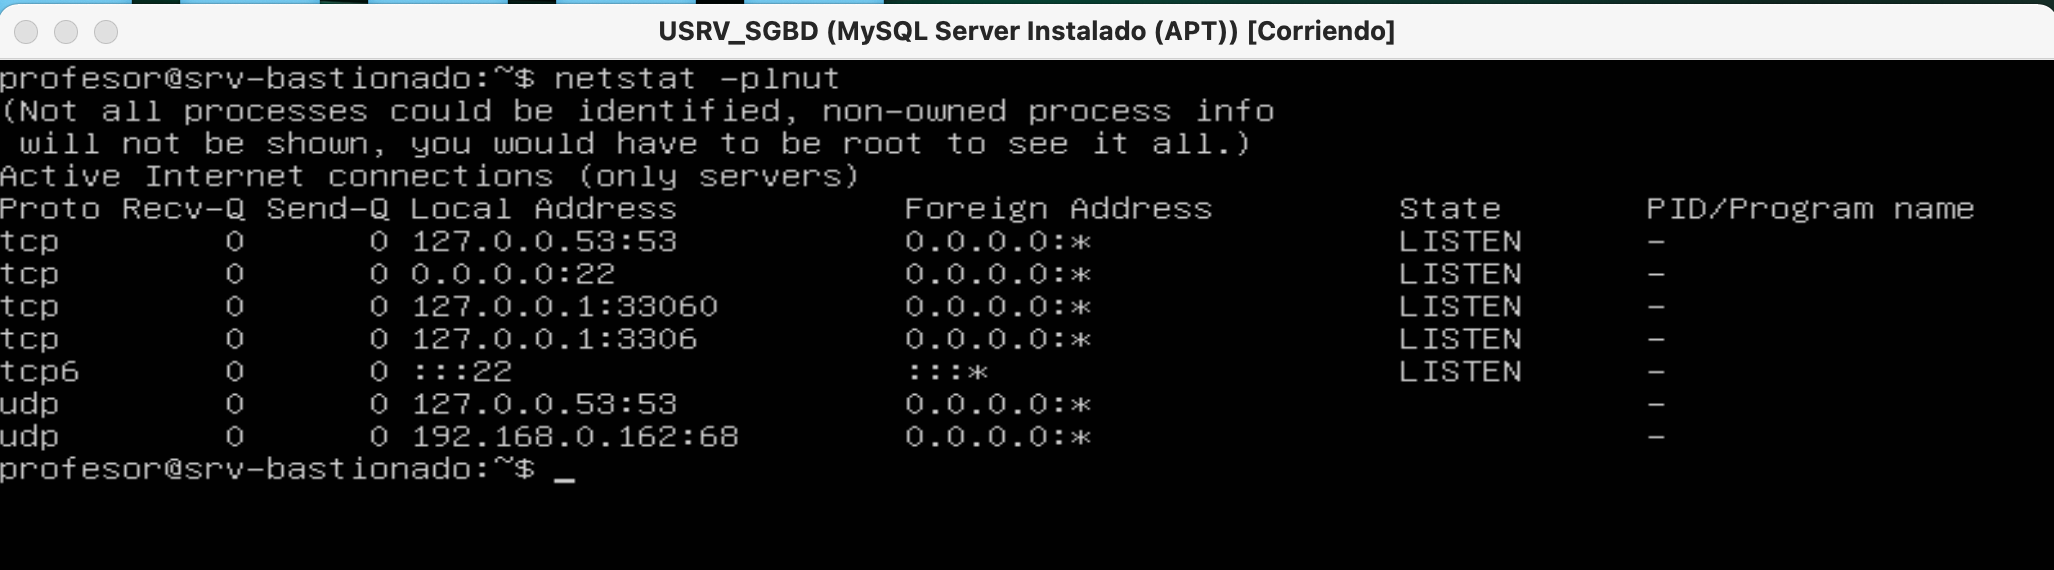 USRV_SGBD (MySQL Server Instalado (APT)) [Corriendo]
profesor@srv-bastionado:~$ netstat -plnut
(Not all processes could be identified, non-owned process info
 will not be shown, you would have to be root to see it all.)
Active Internet connections (only servers)
Proto Recv-Q Send-Q Local Address           Foreign Address         State       PID/Program name
tcp        0      0 127.0.0.53:53           0.0.0.0:*               LISTEN      -
tcp        0      0 0.0.0.0:22              0.0.0.0:*               LISTEN      -
tcp        0      0 127.0.0.1:33060         0.0.0.0:*               LISTEN      -
tcp        0      0 127.0.0.1:3306          0.0.0.0:*               LISTEN      -
tcp6       0      0 :::22                   :::*                    LISTEN      -
udp        0      0 127.0.0.53:53           0.0.0.0:*                           -
udp        0      0 192.168.0.162:68        0.0.0.0:*                           -
profesor@srv-bastionado:~$ _